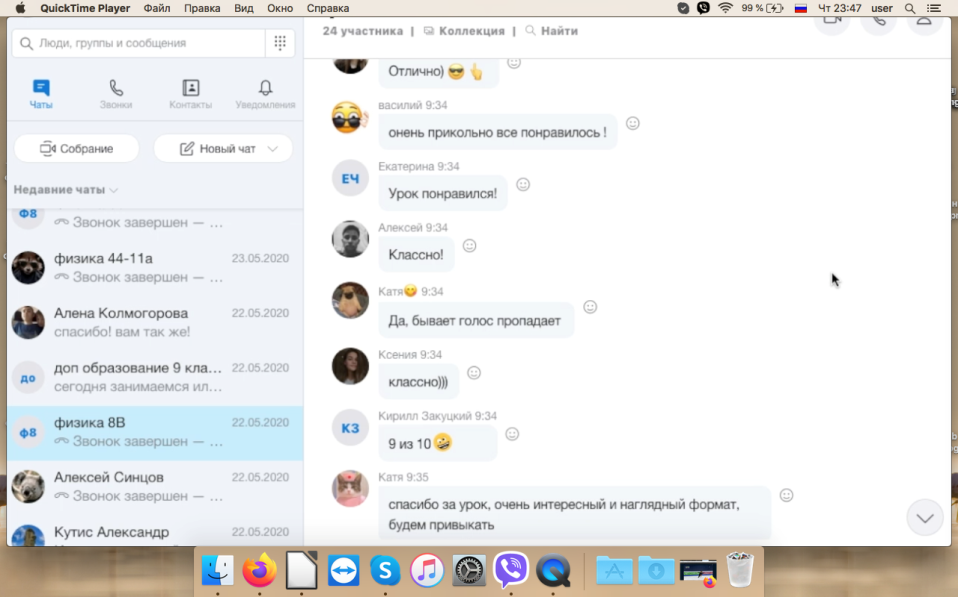 QuickTime Player Файл Правка Вид Окно Справка 99 % Чт 23:47 user
Люди, группы и сообщения
Чаты Звонки Контакты Уведомления
Собрание Новый чат
Недавние чаты
ф8
Звонок завершен — ...
физика 44-11а 23.05.2020
Звонок завершен — ...
Алена Колмогорова 22.05.2020
спасибо! вам так же!
до
доп образование 9 кла... 22.05.2020
сегодня занимаемся ил...
ф8
физика 8В 22.05.2020
Звонок завершен — ...
Алексей Синцов 22.05.2020
Звонок завершен — ...
Кутис Александр 22.05.2020
24 участника | Коллекция | Найти
Отлично) 😎👆
василий 9:34
онень прикольно все понравилось !
ЕЧ
Екатерина 9:34
Урок понравился!
Алексей 9:34
Классно!
Катя😋 9:34
Да, бывает голос пропадает
Ксения 9:34
классно)))
КЗ
Кирилл Закуцкий 9:34
9 из 10🤪
Катя 9:35
спасибо за урок, очень интересный и наглядный формат,
будем привыкать